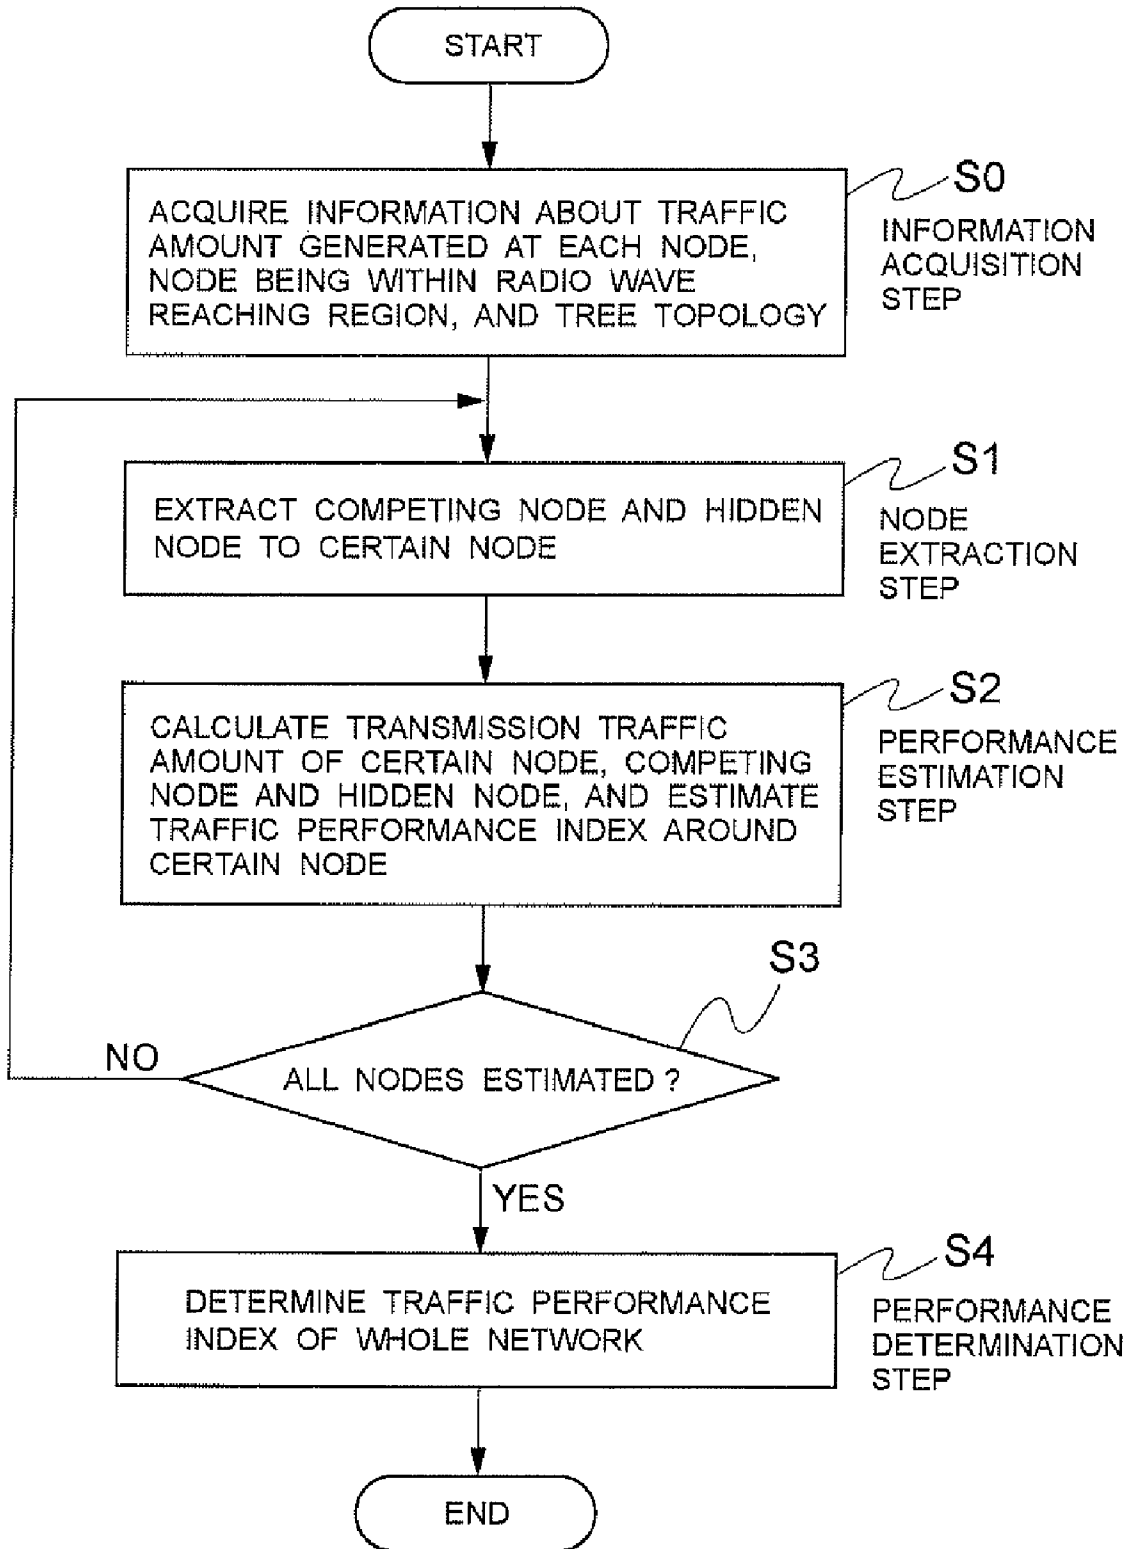 START
ACQUIRE INFORMATION ABOUT TRAFFIC
AMOUNT GENERATED AT EACH NODE,
NODE BEING WITHIN RADIO WAVE
REACHING REGION, AND TREE TOPOLOGY
S0
INFORMATION
ACQUISITION
STEP
EXTRACT COMPETING NODE AND HIDDEN
NODE TO CERTAIN NODE
S1
NODE
EXTRACTION
STEP
CALCULATE TRANSMISSION TRAFFIC
AMOUNT OF CERTAIN NODE, COMPETING
NODE AND HIDDEN NODE, AND ESTIMATE
TRAFFIC PERFORMANCE INDEX AROUND
CERTAIN NODE
S2
PERFORMANCE
ESTIMATION
STEP
S3
NO
ALL NODES ESTIMATED ?
YES
DETERMINE TRAFFIC PERFORMANCE
INDEX OF WHOLE NETWORK
S4
PERFORMANCE
DETERMINATION
STEP
END